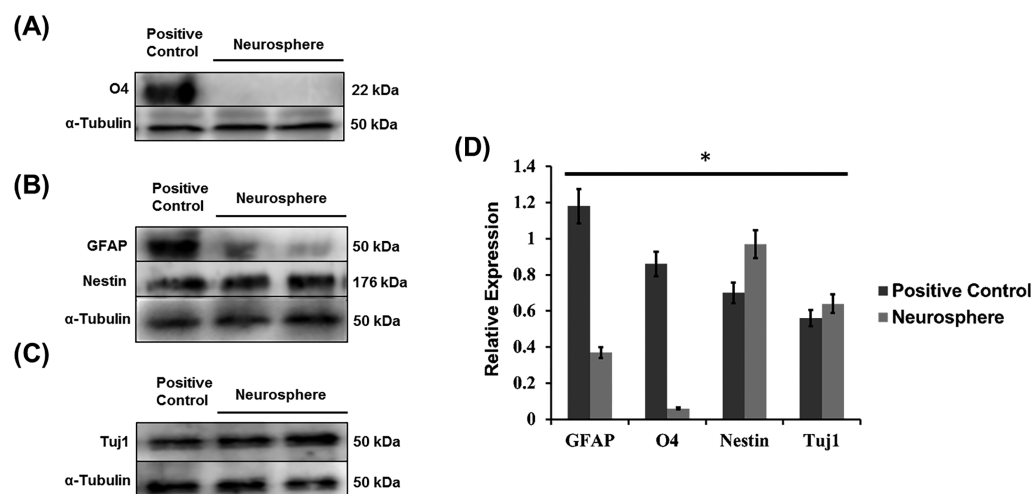 (A)
Positive
Control
Neurosphere
O4
22 kDa
α-Tubulin
50 kDa
(B)
Positive
Control
Neurosphere
GFAP
50 kDa
Nestin
176 kDa
α-Tubulin
50 kDa
(C)
Positive
Control
Neurosphere
Tuj1
50 kDa
α-Tubulin
50 kDa
(D)
*
Relative Expression
1.4
1.2
1
0.8
0.6
0.4
0.2
0
GFAP O4 Nestin Tuj1
Positive Control
Neurosphere